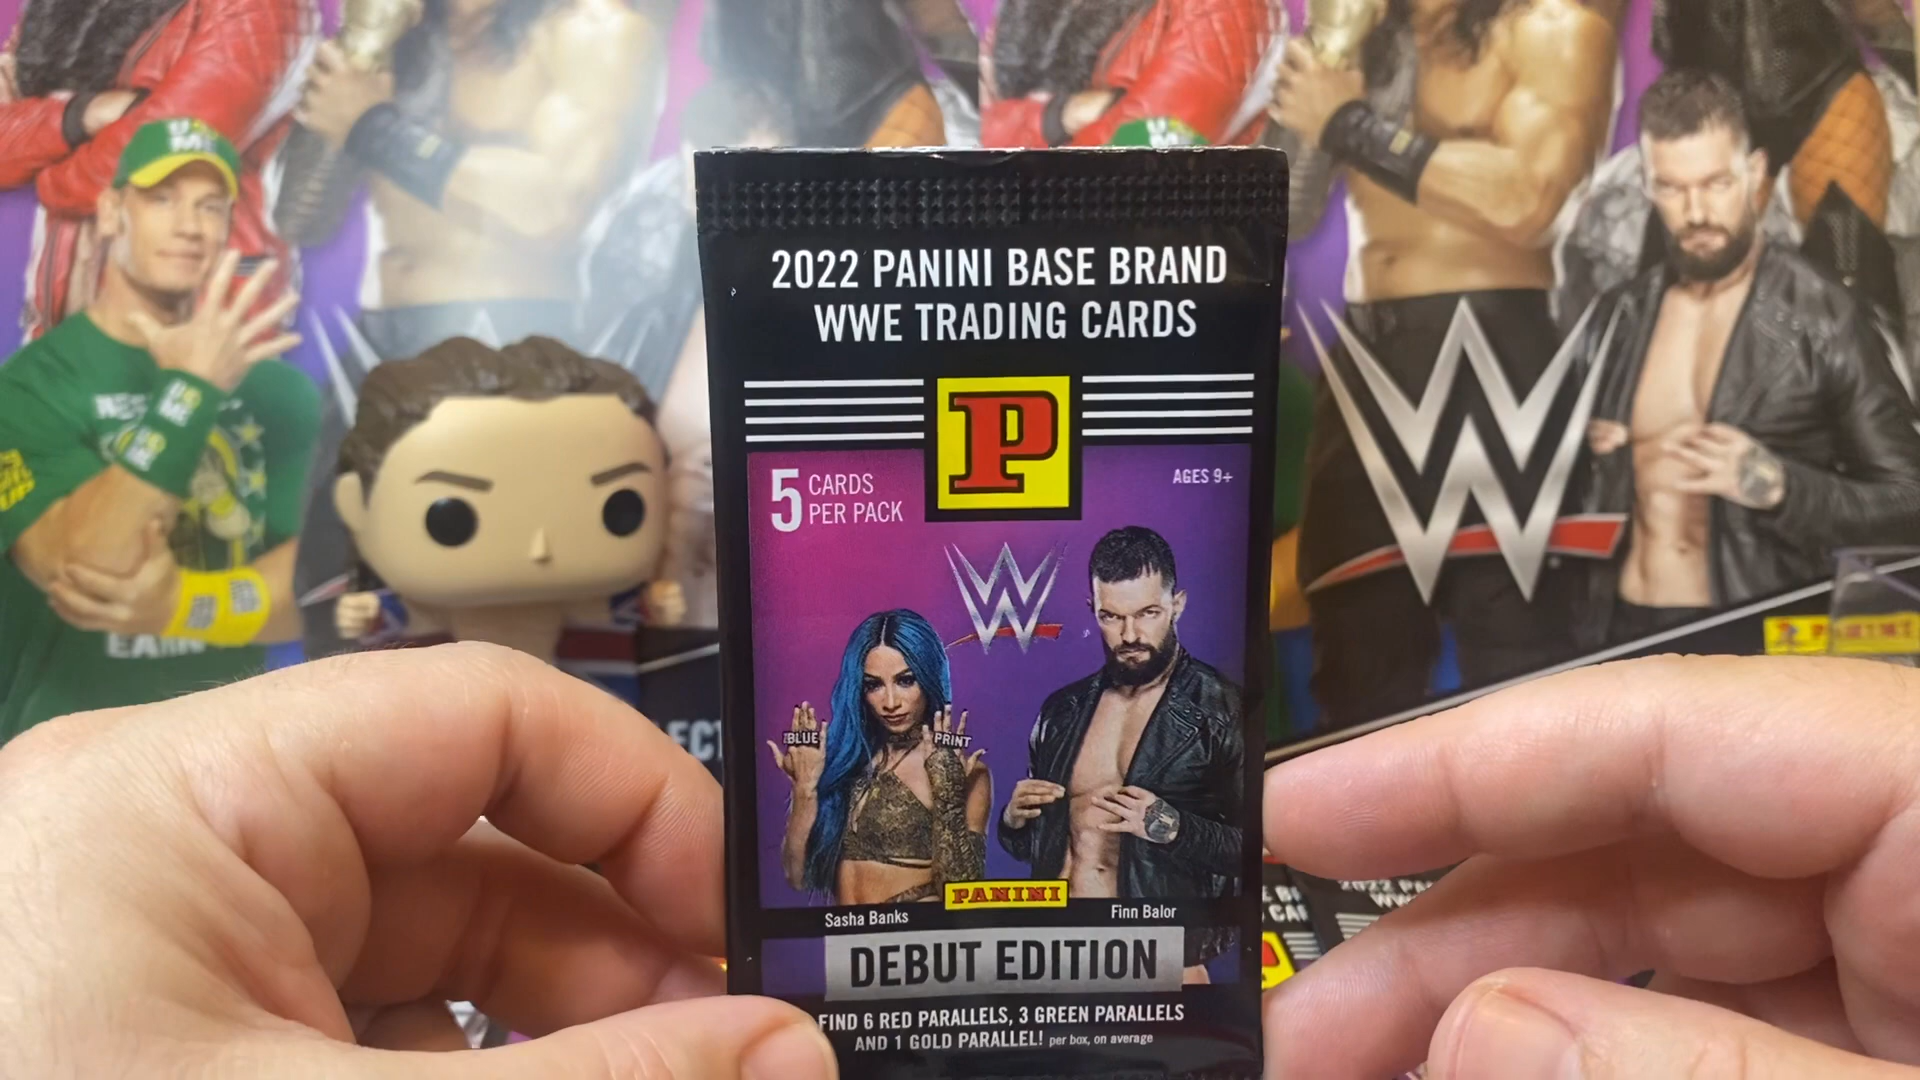 2022 PANINI BASE BRAND
WWE TRADING CARDS
P
5 CARDS
PER PACK
AGES 9+
W
BLUE
PRINT
PANINI
Sasha Banks
Finn Balor
DEBUT EDITION
FIND 6 RED PARALLELS, 3 GREEN PARALLELS
AND 1 GOLD PARALLEL! per box, on average
W
PANINI